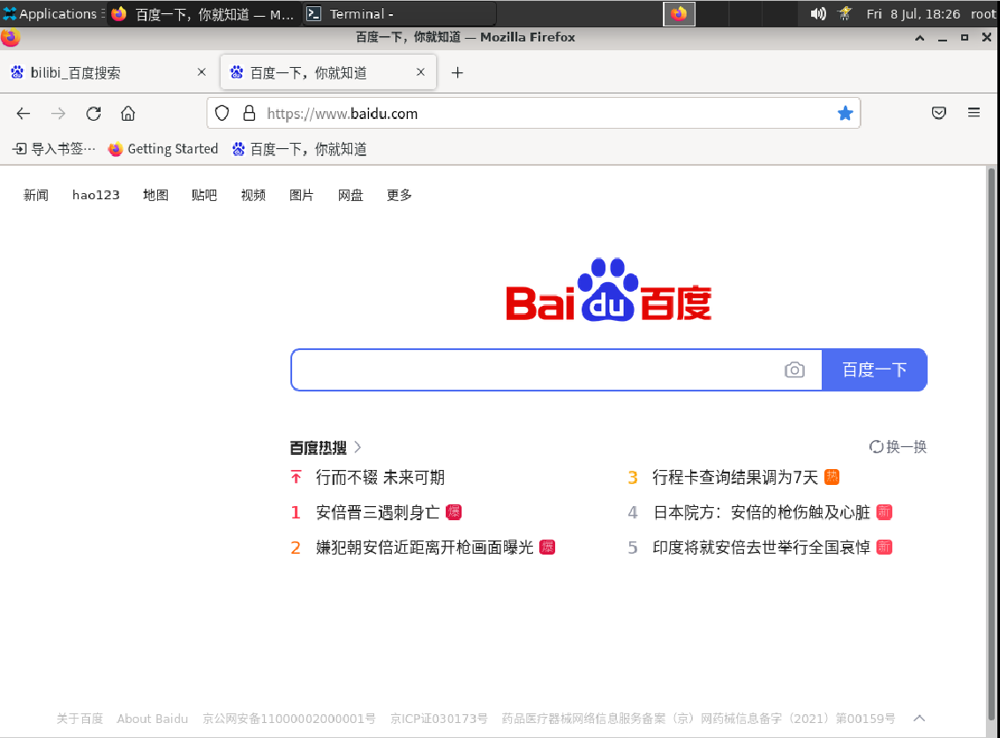 Applications 百度一下，你就知道 — M... Terminal - Fri 8 Jul, 18:26 root
百度一下，你就知道 — Mozilla Firefox
bilibi_百度搜索 百度一下，你就知道
https://www.baidu.com
导入书签… Getting Started 百度一下，你就知道
新闻 hao123 地图 贴吧 视频 图片 网盘 更多
Bai du 百度
百度一下
百度热搜 换一换
行而不辍 未来可期
1 安倍晋三遇刺身亡 爆
2 嫌犯朝安倍近距离开枪画面曝光 爆
3 行程卡查询结果调为7天 热
4 日本院方：安倍的枪伤触及心脏 新
5 印度将就安倍去世举行全国哀悼 新
关于百度 About Baidu 京公网安备11000002000001号 京ICP证030173号 药品医疗器械网络信息服务备案（京）网药械信息备字（2021）第00159号